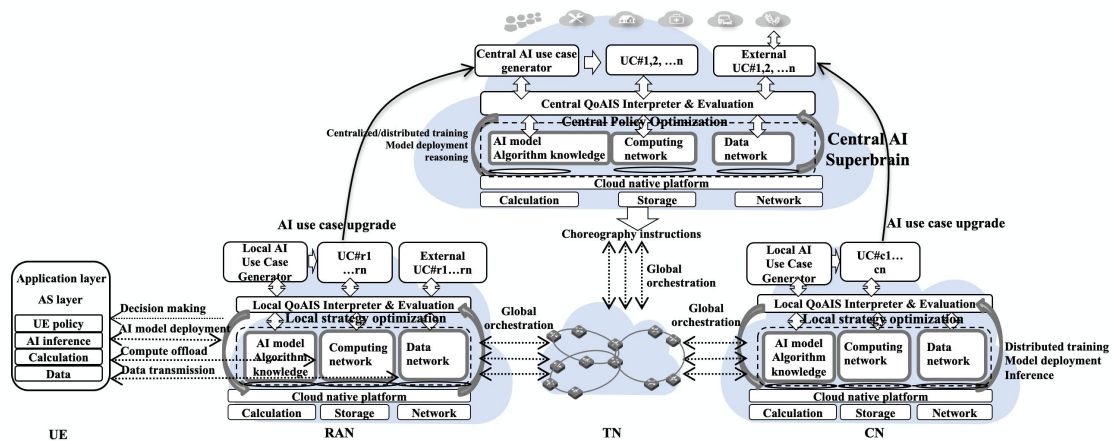 Central AI use case
generator
UC#1,2, …n
External
UC#1,2, …n
Central QoAIS Interpreter & Evaluation
Central Policy Optimization
Centralized/distributed training
Model deployment
reasoning
AI model
Algorithm knowledge
Computing
network
Data
network
Central AI
Superbrain
Cloud native platform
Calculation
Storage
Network
AI use case upgrade
AI use case upgrade
Choreography instructions
Global
orchestration
Local AI
Use Case
Generator
UC#r1
…rn
External
UC#r1…rn
Local QoAIS Interpreter & Evaluation
Local strategy optimization
AI model
Algorithm
knowledge
Computing
network
Data
network
Cloud native platform
Calculation
Storage
Network
Application layer
AS layer
UE policy
AI inference
Calculation
Data
Decision making
AI model deployment
Compute offload
Data transmission
Global
orchestration
Global
orchestration
Local AI
Use Case
Generator
UC#c1…
cn
Local QoAIS Interpreter & Evaluation
Local strategy optimization
AI model
Algorithm
knowledge
Computing
network
Data
network
Distributed training
Model deployment
Inference
Cloud native platform
Calculation
Storage
Network
UE
RAN
TN
CN